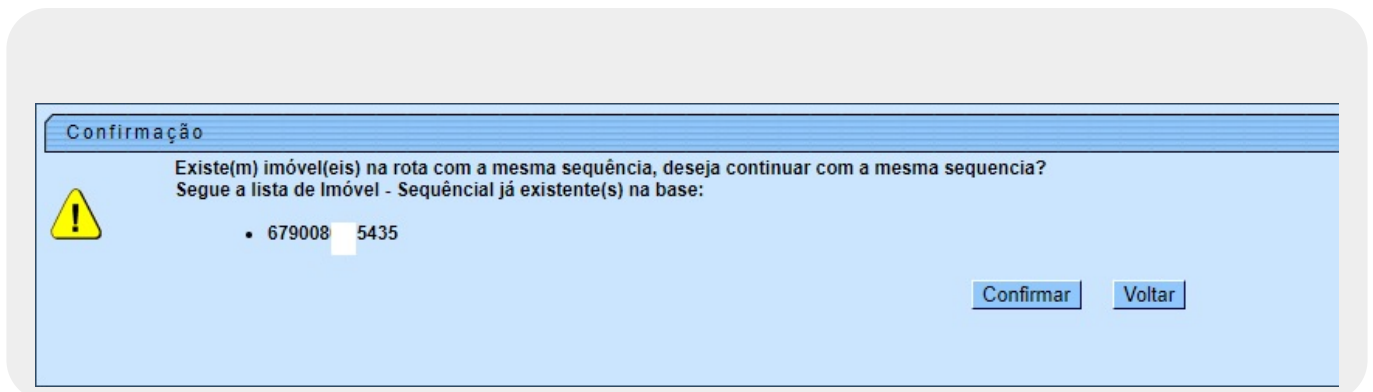 Confirmação
Existe(m) imóvel(eis) na rota com a mesma sequência, deseja continuar com a mesma sequencia?
Segue a lista de Imóvel - Sequêncial já existente(s) na base:
• 679008 5435
Confirmar Voltar